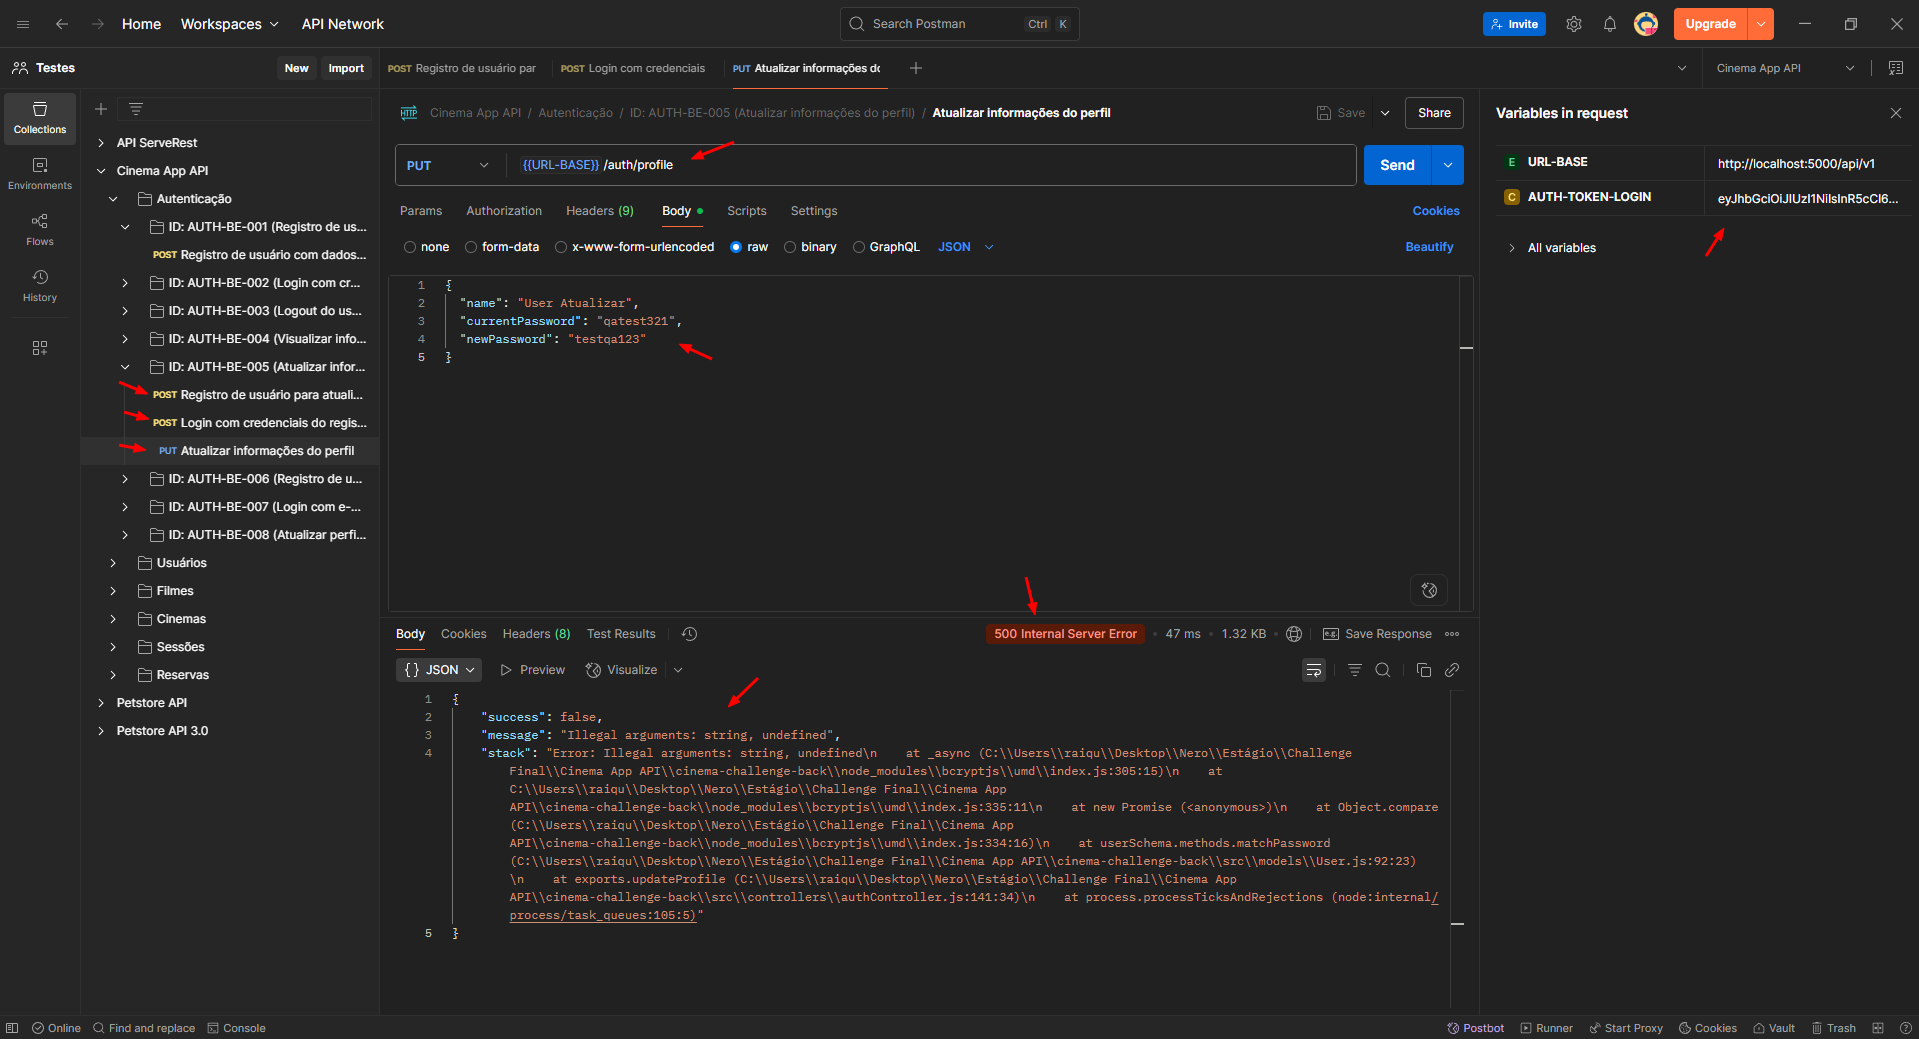 Home
Workspaces
API Network
Search Postman
Ctrl
K
Invite
Upgrade
Testes
New
Import
POST Registro de usuário par
POST Login com credenciais
PUT Atualizar informações do
Cinema App API
Collections
Environments
Flows
History
API ServeRest
Cinema App API
Autenticação
ID: AUTH-BE-001 (Registro de us...
POST Registro de usuário com dados...
ID: AUTH-BE-002 (Login com cr...
ID: AUTH-BE-003 (Logout do us...
ID: AUTH-BE-004 (Visualizar info...
ID: AUTH-BE-005 (Atualizar infor...
POST Registro de usuário para atuali...
POST Login com credenciais do regis...
PUT Atualizar informações do perfil
ID: AUTH-BE-006 (Registro de u...
ID: AUTH-BE-007 (Login com e-...
ID: AUTH-BE-008 (Atualizar perfi...
Usuários
Filmes
Cinemas
Sessões
Reservas
Petstore API
Petstore API 3.0
HTTP Cinema App API / Autenticação / ID: AUTH-BE-005 (Atualizar informações do perfil) / Atualizar informações do perfil
Save
Share
PUT
{{URL-BASE}} /auth/profile
Send
Params
Authorization
Headers (9)
Body
Scripts
Settings
Cookies
none
form-data
x-www-form-urlencoded
raw
binary
GraphQL
JSON
Beautify
1 {
2 "name": "User Atualizar",
3 "currentPassword": "qatest321",
4 "newPassword": "testqa123"
5 }
Body
Cookies
Headers (8)
Test Results
500 Internal Server Error
47 ms
1.32 KB
e.g.
Save Response
{} JSON
Preview
Visualize
1 {
2 "success": false,
3 "message": "Illegal arguments: string, undefined",
4 "stack": "Error: Illegal arguments: string, undefined\n    at _async (C:\\Users\\raiqu\\Desktop\\Nero\\Estágio\\Challenge
Final\\Cinema App API\\cinema-challenge-back\\node_modules\\bcryptjs\\umd\\index.js:305:15)\n    at
C:\\Users\\raiqu\\Desktop\\Nero\\Estágio\\Challenge Final\\Cinema App
API\\cinema-challenge-back\\node_modules\\bcryptjs\\umd\\index.js:335:11\n    at new Promise (<anonymous>)\n    at Object.compare
(C:\\Users\\raiqu\\Desktop\\Nero\\Estágio\\Challenge Final\\Cinema App
API\\cinema-challenge-back\\node_modules\\bcryptjs\\umd\\index.js:334:16)\n    at userSchema.methods.matchPassword
(C:\\Users\\raiqu\\Desktop\\Nero\\Estágio\\Challenge Final\\Cinema App API\\cinema-challenge-back\\src\\models\\User.js:92:23)
\n    at exports.updateProfile (C:\\Users\\raiqu\\Desktop\\Nero\\Estágio\\Challenge Final\\Cinema App
API\\cinema-challenge-back\\src\\controllers\\authController.js:141:34)\n    at process.processTicksAndRejections (node:internal/
process/task_queues:105:5)"
5 }
Variables in request
E URL-BASE
http://localhost:5000/api/v1
C AUTH-TOKEN-LOGIN
eyJhbGciOiJIUzI1NiIsInR5cCI6...
All variables
Online
Find and replace
Console
Postbot
Runner
Start Proxy
Cookies
Vault
Trash